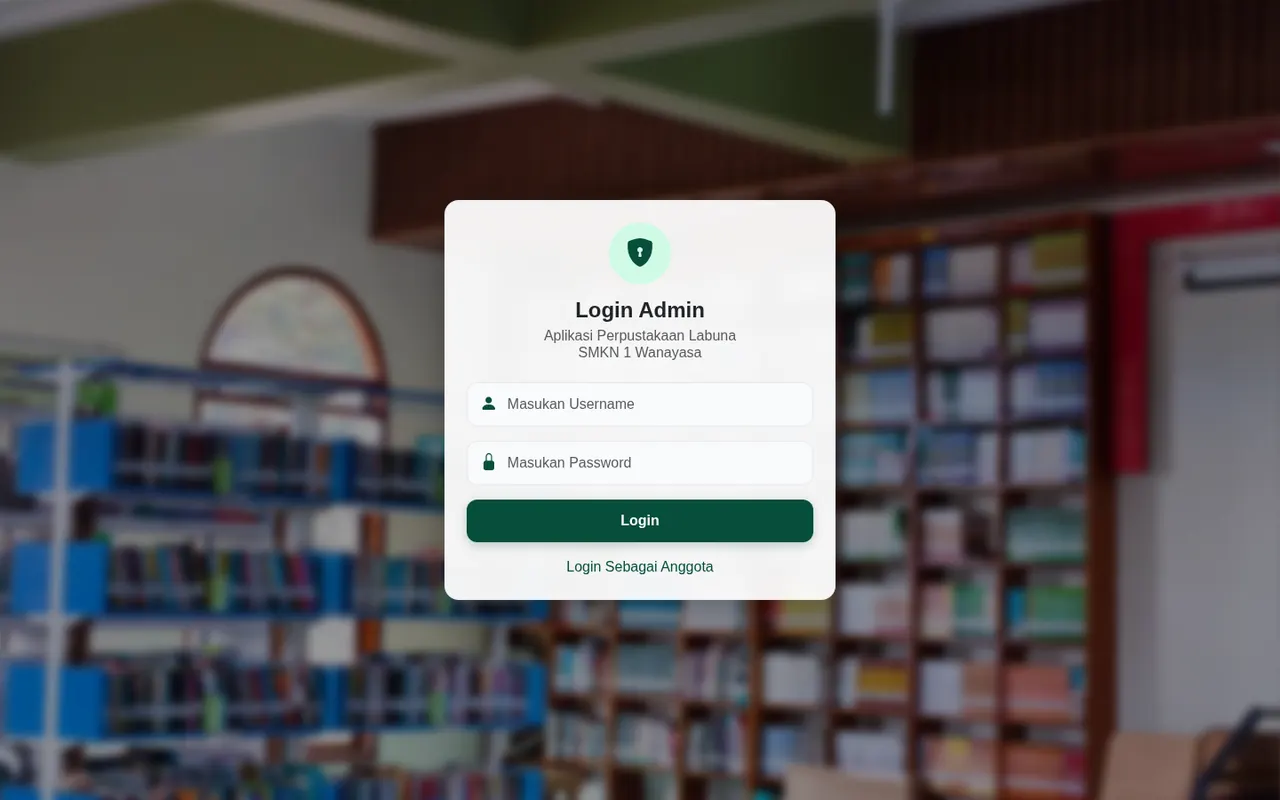 Login Admin
Aplikasi Perpustakaan Labuna
SMKN 1 Wanayasa
Masukan Username
Masukan Password
Login
Login Sebagai Anggota